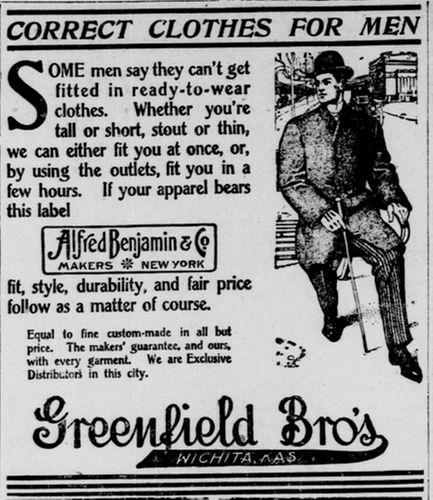 CORRECT CLOTHES FOR MEN
SOME men say they can't get
fitted in ready-to-wear
clothes. Whether you're
tall or short, stout or thin,
we can either fit you at once, or,
by using the outlets, fit you in a
few hours. If your apparel bears
this label
Alfred Benjamin & Co
MAKERS NEW YORK
fit, style, durability, and fair price
follow as a matter of course.
Equal to fine custom-made in all but
price. The makers' guarantee, and ours,
with every garment. We are Exclusive
Distributors in this city.
Greenfield Bro's
WICHITA, KAS